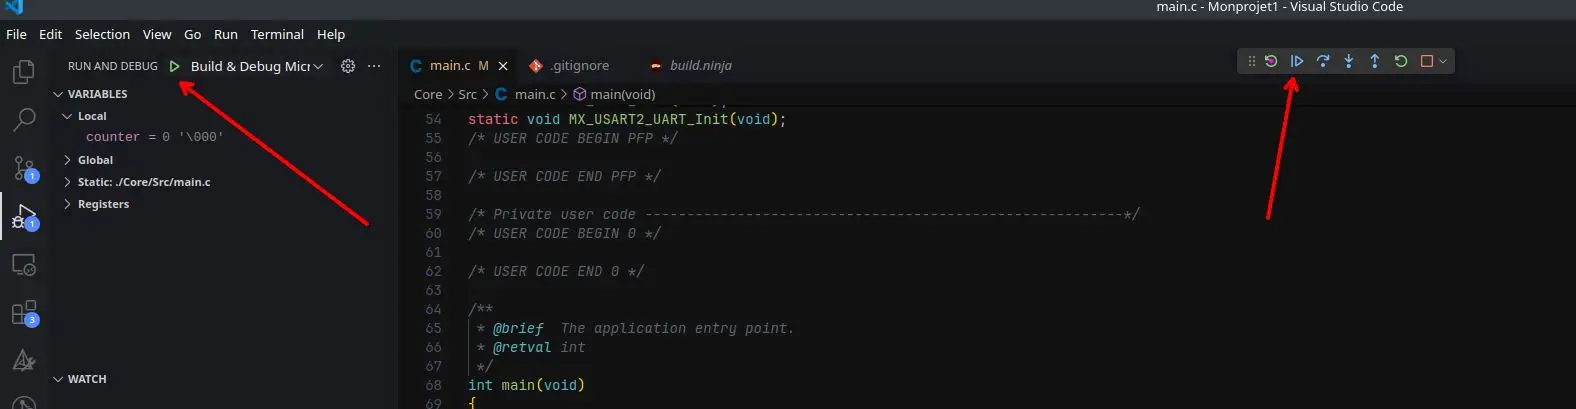 main.c - Monprojet1 - Visual Studio Code
File Edit Selection View Go Run Terminal Help
RUN AND DEBUG Build & Debug Micr
main.c M .gitignore build.ninja
VARIABLES
Core > Src > C main.c > main(void)
Local
counter = 0 '\000'
Global
Static: ./Core/Src/main.c
Registers
1
1
3
WATCH
54 static void MX_USART2_UART_Init(void);
55 /* USER CODE BEGIN PFP */
56
57 /* USER CODE END PFP */
58
59 /* Private user code ---------------------------------------------------------*/
60 /* USER CODE BEGIN 0 */
61
62 /* USER CODE END 0 */
63
64 /**
65 * @brief  The application entry point.
66 * @retval int
67 */
68 int main(void)
69 {